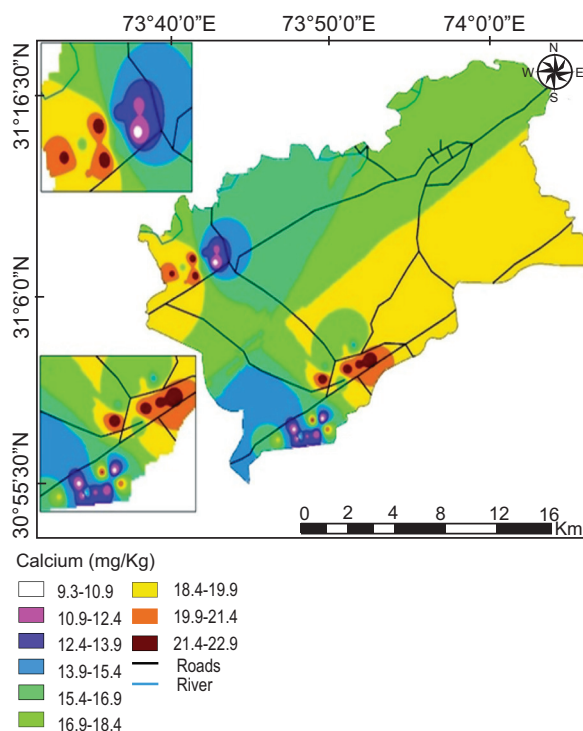 73°40'0"E 73°50'0"E 74°0'0"E
N
W E
S
31°16'30"N
31°6'0"N
30°55'30"N
0 2 4 8 12 16
Km
Calcium (mg/Kg)
9.3-10.9 18.4-19.9
10.9-12.4 19.9-21.4
12.4-13.9 21.4-22.9
13.9-15.4 Roads
15.4-16.9 River
16.9-18.4